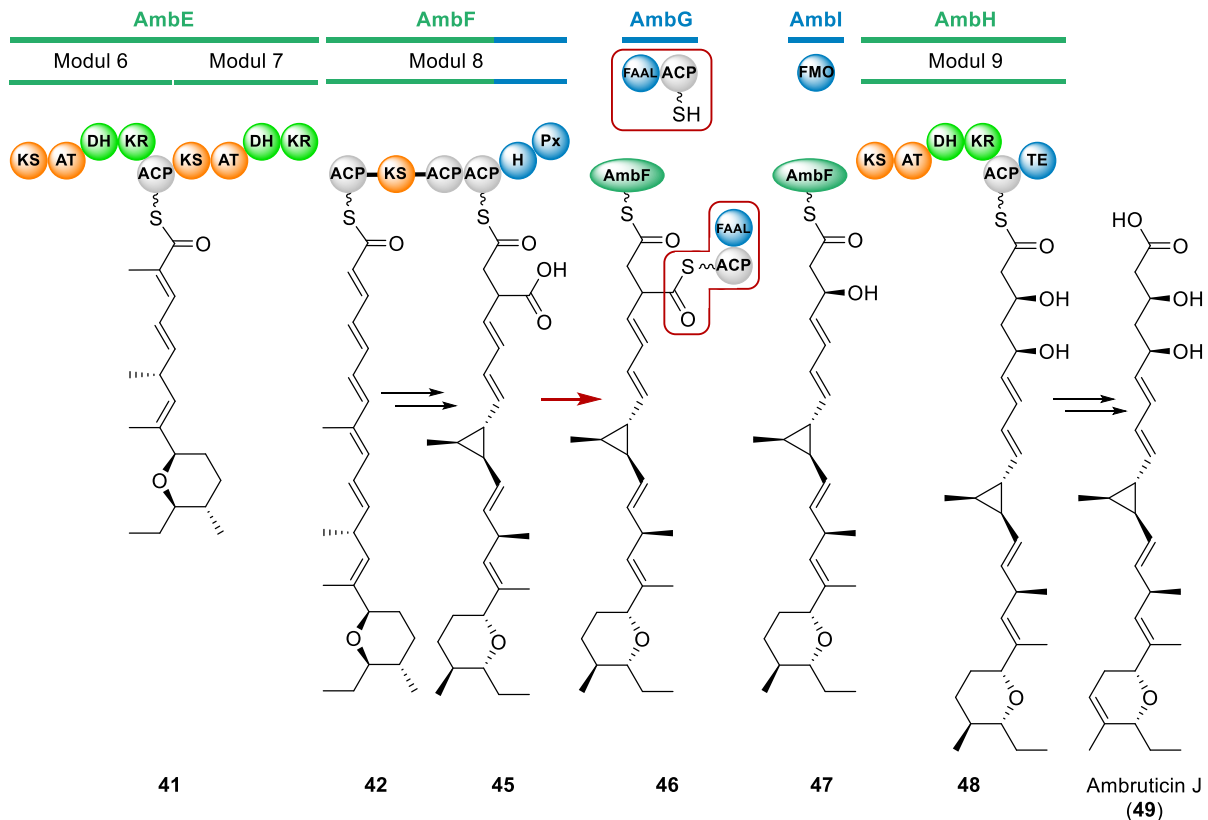 AmbE AmbF AmbG AmbI AmbH
Modul 6 Modul 7 Modul 8 Modul 9
FAAL ACP FMO
SH
DH KR DH KR H Px DH KR
KS AT KS AT ACP KS ACP ACP AmbF AmbF KS AT TE
ACP ACP
S S S S S S
O O O O O O HO O
OH FAAL
S ACP
O O OH OH OH
OH OH
O O O O O O O
41 42 45 46 47 48 Ambruticin J
(49)